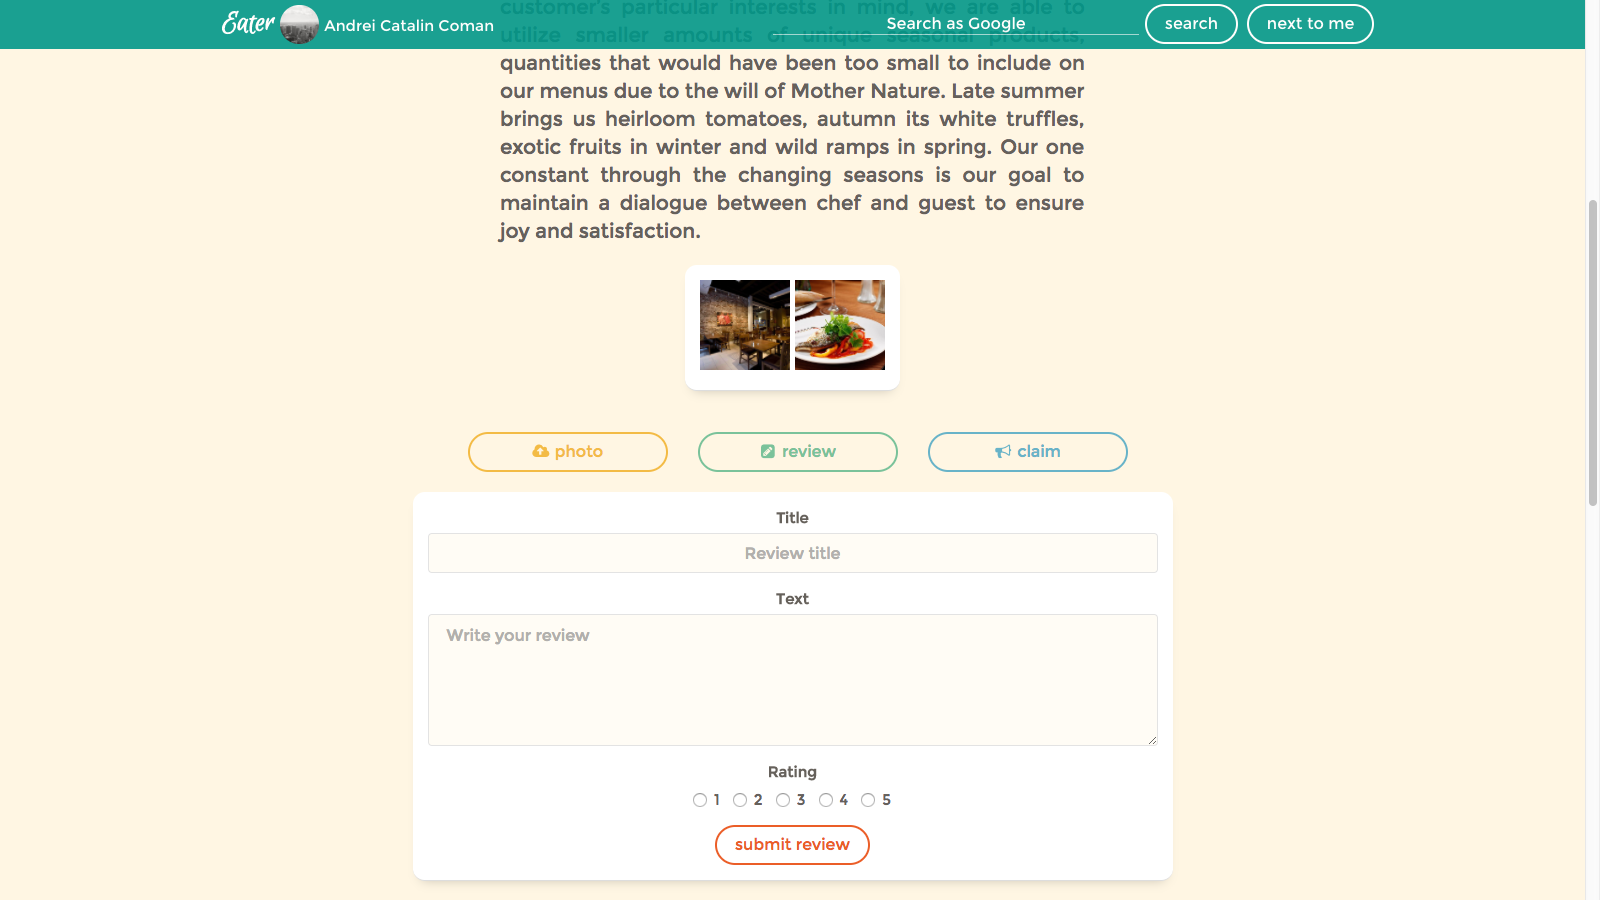 Eater
Andrei Catalin Coman
Search as Google
search
next to me
customer's particular interests in mind, we are able to
utilize smaller amounts of unique seasonal products,
quantities that would have been too small to include on
our menus due to the will of Mother Nature. Late summer
brings us heirloom tomatoes, autumn its white truffles,
exotic fruits in winter and wild ramps in spring. Our one
constant through the changing seasons is our goal to
maintain a dialogue between chef and guest to ensure
joy and satisfaction.
photo
review
claim
Title
Review title
Text
Write your review
Rating
1 2 3 4 5
submit review